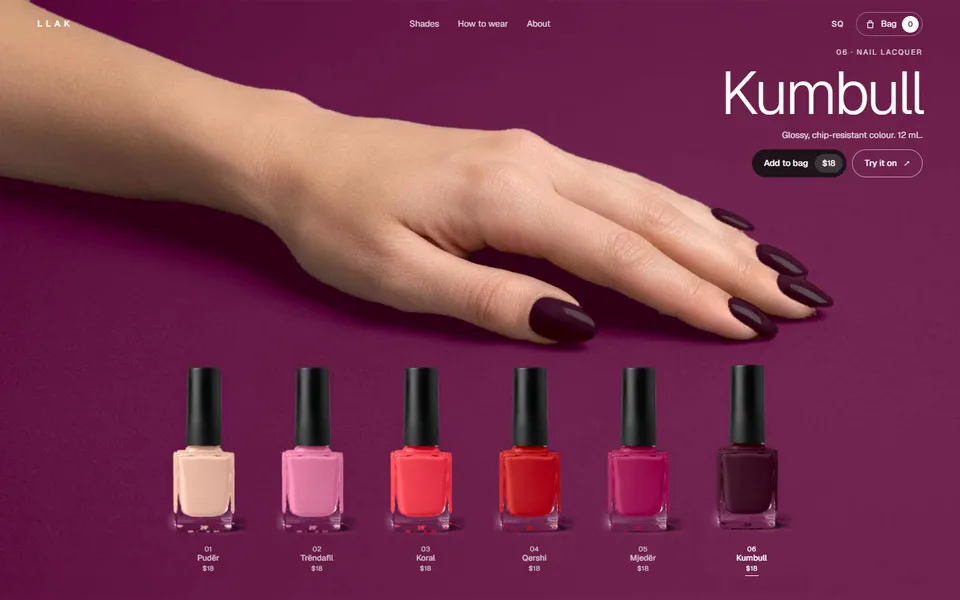 LLAK
Shades
How to wear
About
SQ
Bag
0
06 - NAIL LACQUER
Kumbull
Glossy, chip-resistant colour. 12 ml.
Add to bag $18
Try it on ↗
01
Pudër
$18
02
Trëndafil
$18
03
Koral
$18
04
Qershi
$18
05
Mjedër
$18
06
Kumbull
$18